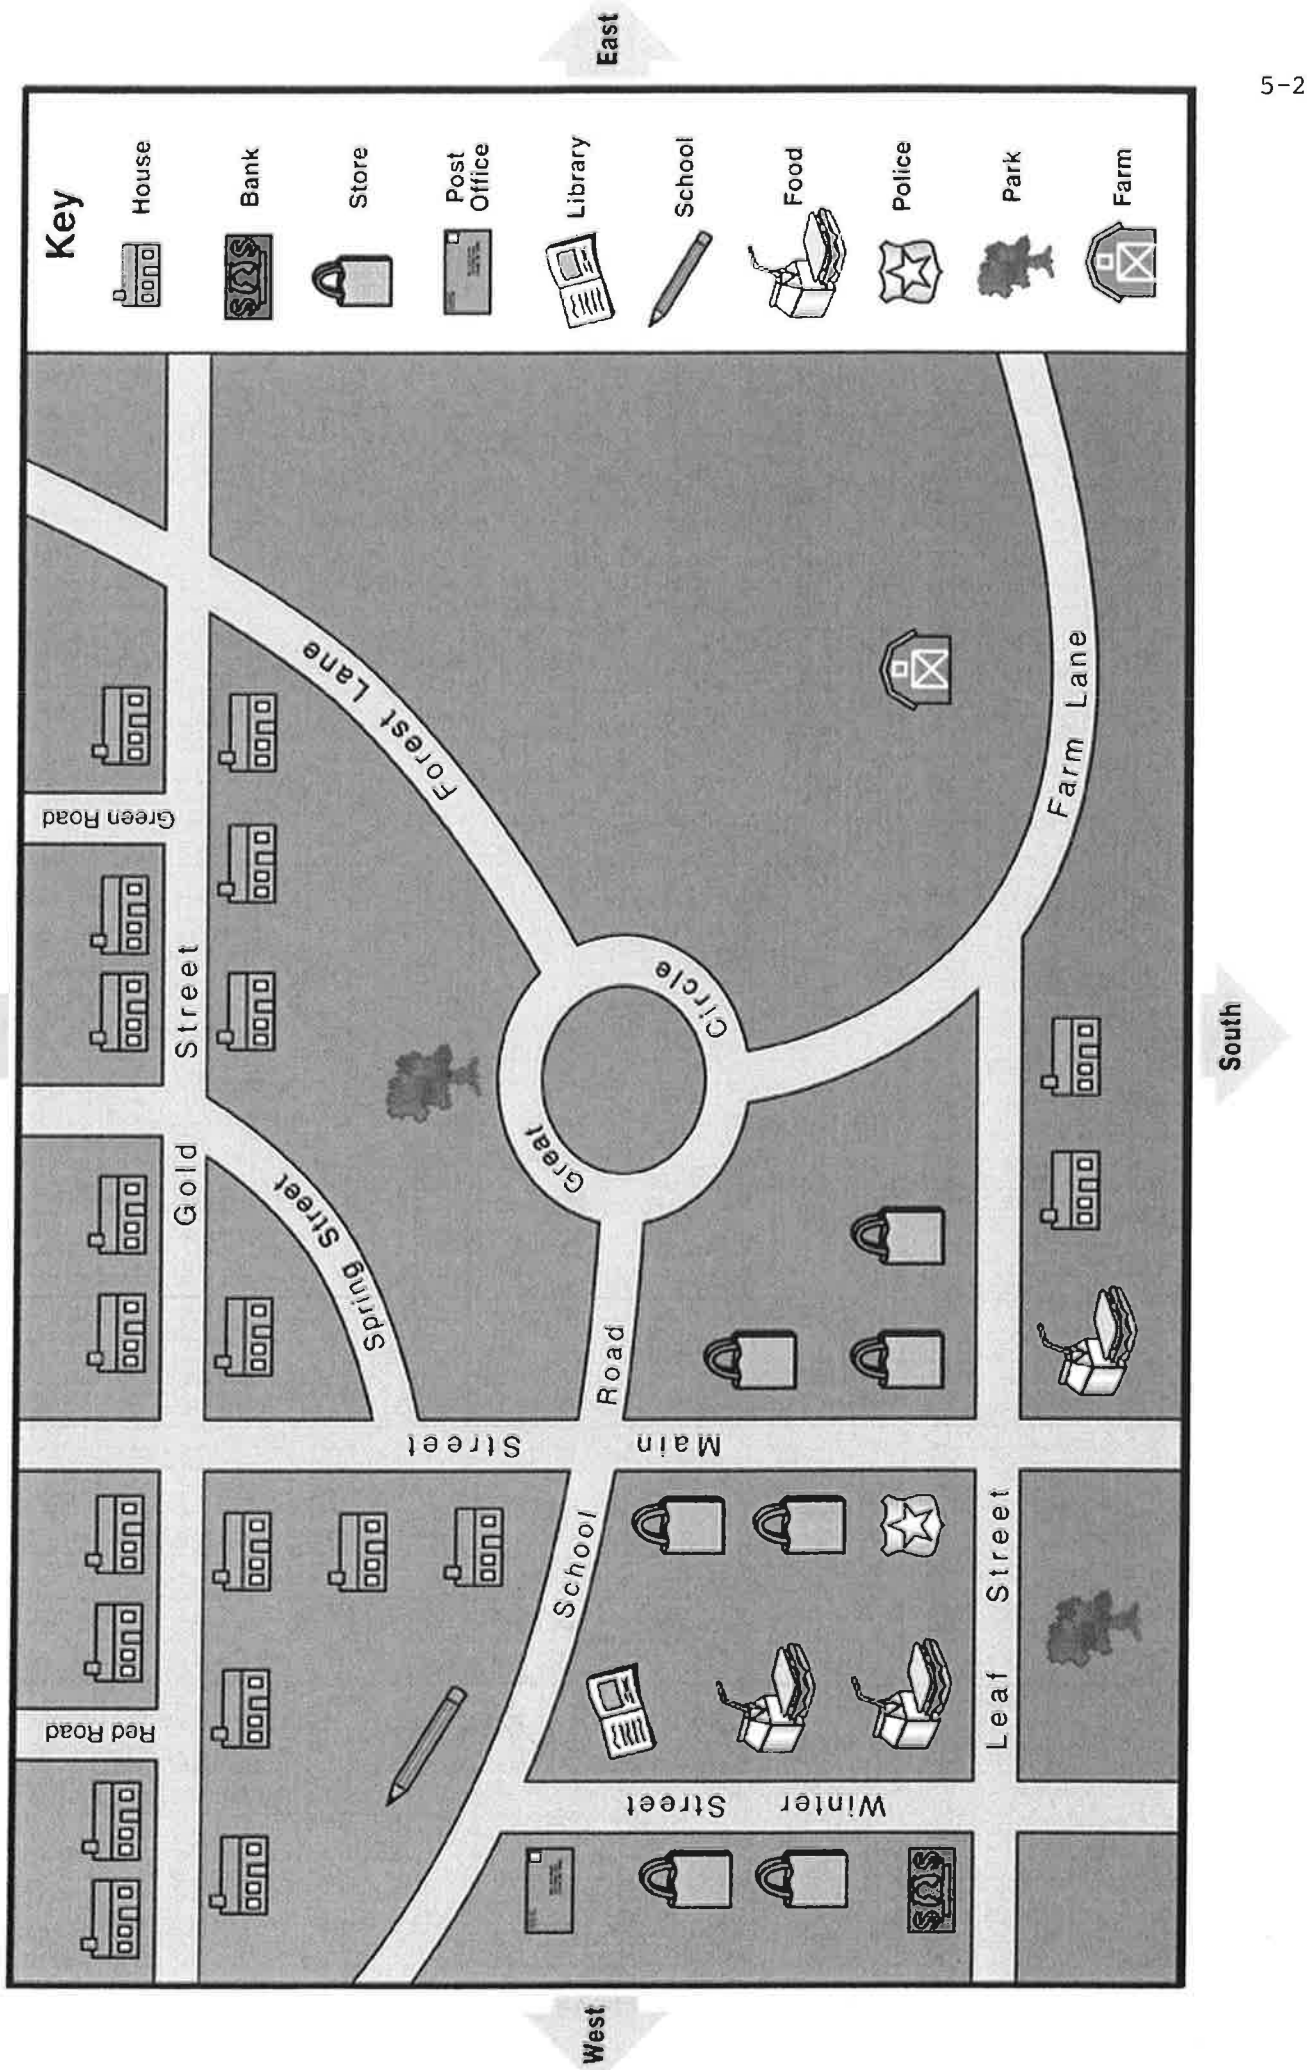 5-2
East
Key
House
Bank
Store
Post
Office
Library
School
Food
Police
Park
Farm
Green Road
Gold Street
Forest Lane
Spring Street
Great Circle
Farm Lane
School Road
Main Street
Red Road
Leaf Street
Winter Street
South
West